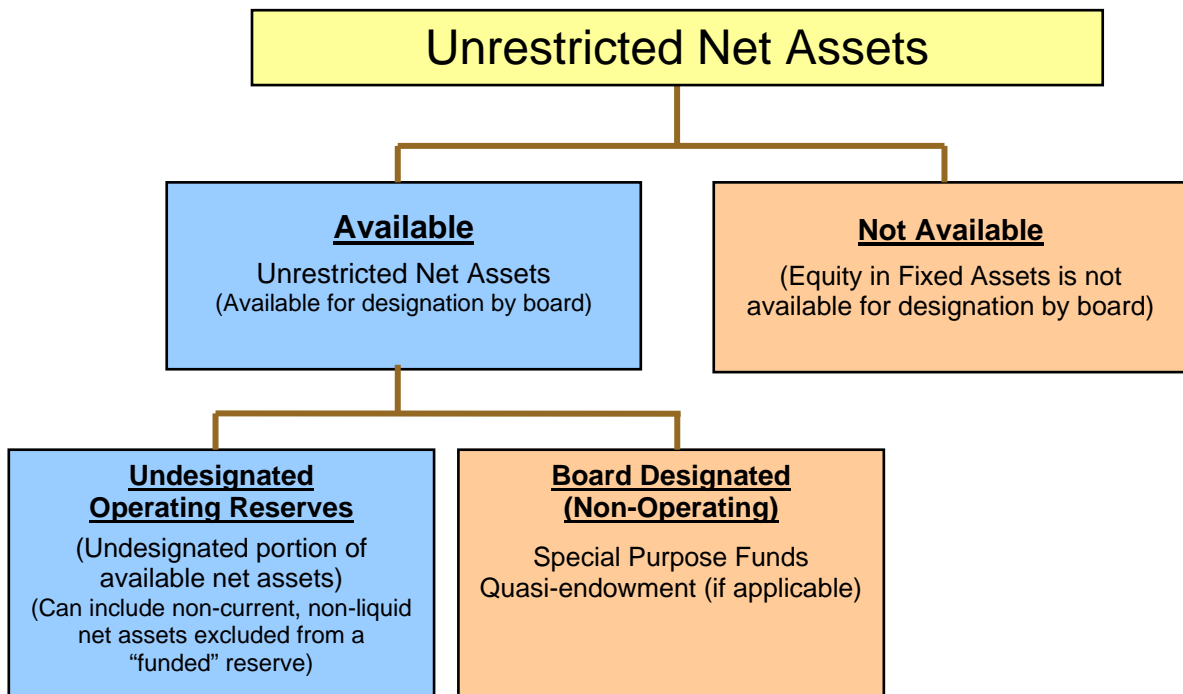 Unrestricted Net Assets
Available
Unrestricted Net Assets
(Available for designation by board)
Not Available
(Equity in Fixed Assets is not
available for designation by board)
Undesignated
Operating Reserves
(Undesignated portion of
available net assets)
(Can include non-current, non-liquid
net assets excluded from a
“funded” reserve)
Board Designated
(Non-Operating)
Special Purpose Funds
Quasi-endowment (if applicable)